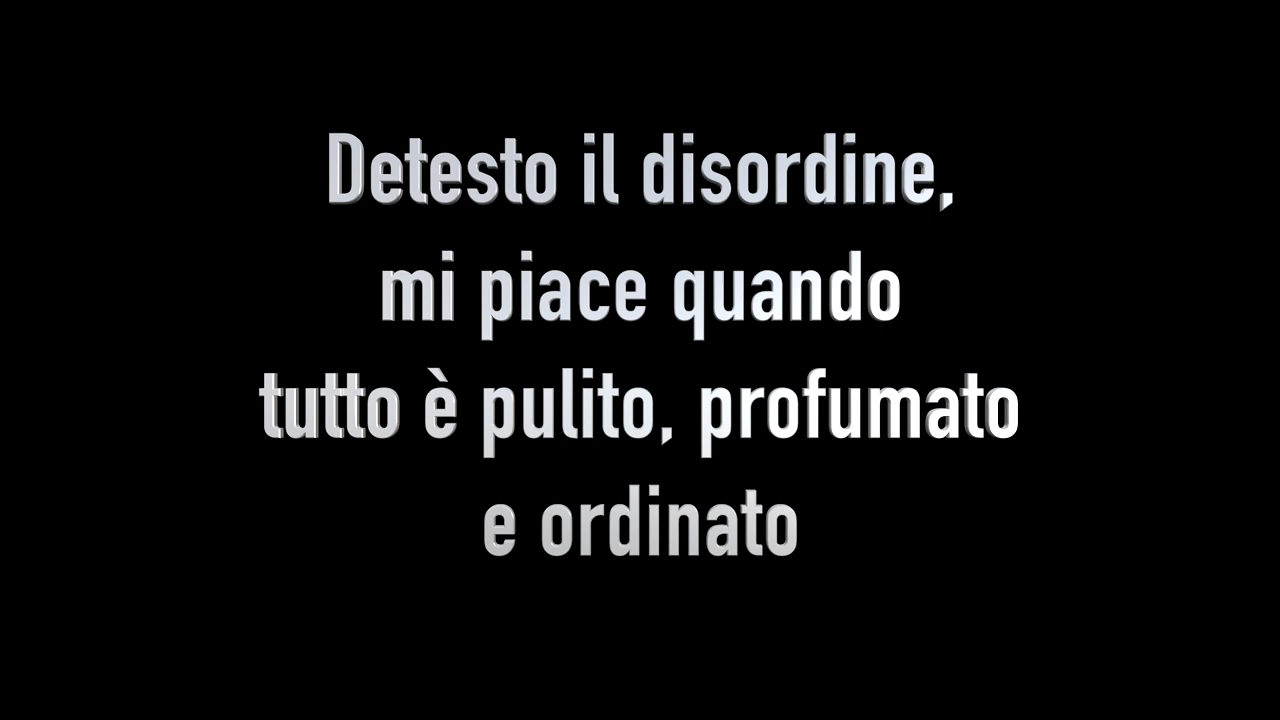 Detesto il disordine,
mi piace quando
tutto è pulito, profumato
e ordinato